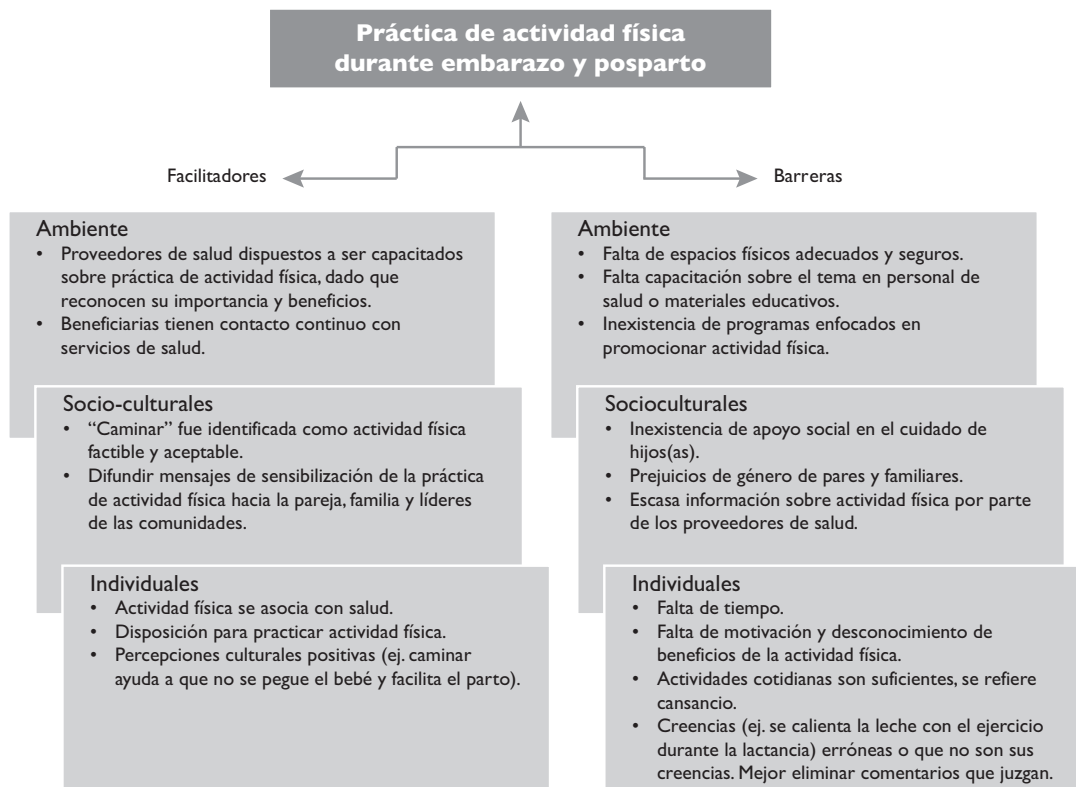 Práctica de actividad física
durante embarazo y posparto
Facilitadores
Barreras
Ambiente
• Proveedores de salud dispuestos a ser capacitados
sobre práctica de actividad física, dado que
reconocen su importancia y beneficios.
• Beneficiarias tienen contacto continuo con
servicios de salud.
Socio-culturales
• “Caminar” fue identificada como actividad física
factible y aceptable.
• Difundir mensajes de sensibilización de la práctica
de actividad física hacia la pareja, familia y líderes
de las comunidades.
Individuales
• Actividad física se asocia con salud.
• Disposición para practicar actividad física.
• Percepciones culturales positivas (ej. caminar
ayuda a que no se pegue el bebé y facilita el parto).
Ambiente
• Falta de espacios físicos adecuados y seguros.
• Falta capacitación sobre el tema en personal de
salud o materiales educativos.
• Inexistencia de programas enfocados en
promocionar actividad física.
Socioculturales
• Inexistencia de apoyo social en el cuidado de
hijos(as).
• Prejuicios de género de pares y familiares.
• Escasa información sobre actividad física por parte
de los proveedores de salud.
Individuales
• Falta de tiempo.
• Falta de motivación y desconocimiento de
beneficios de la actividad física.
• Actividades cotidianas son suficientes, se refiere
cansancio.
• Creencias (ej. se calienta la leche con el ejercicio
durante la lactancia) erróneas o que no son sus
creencias. Mejor eliminar comentarios que juzgan.